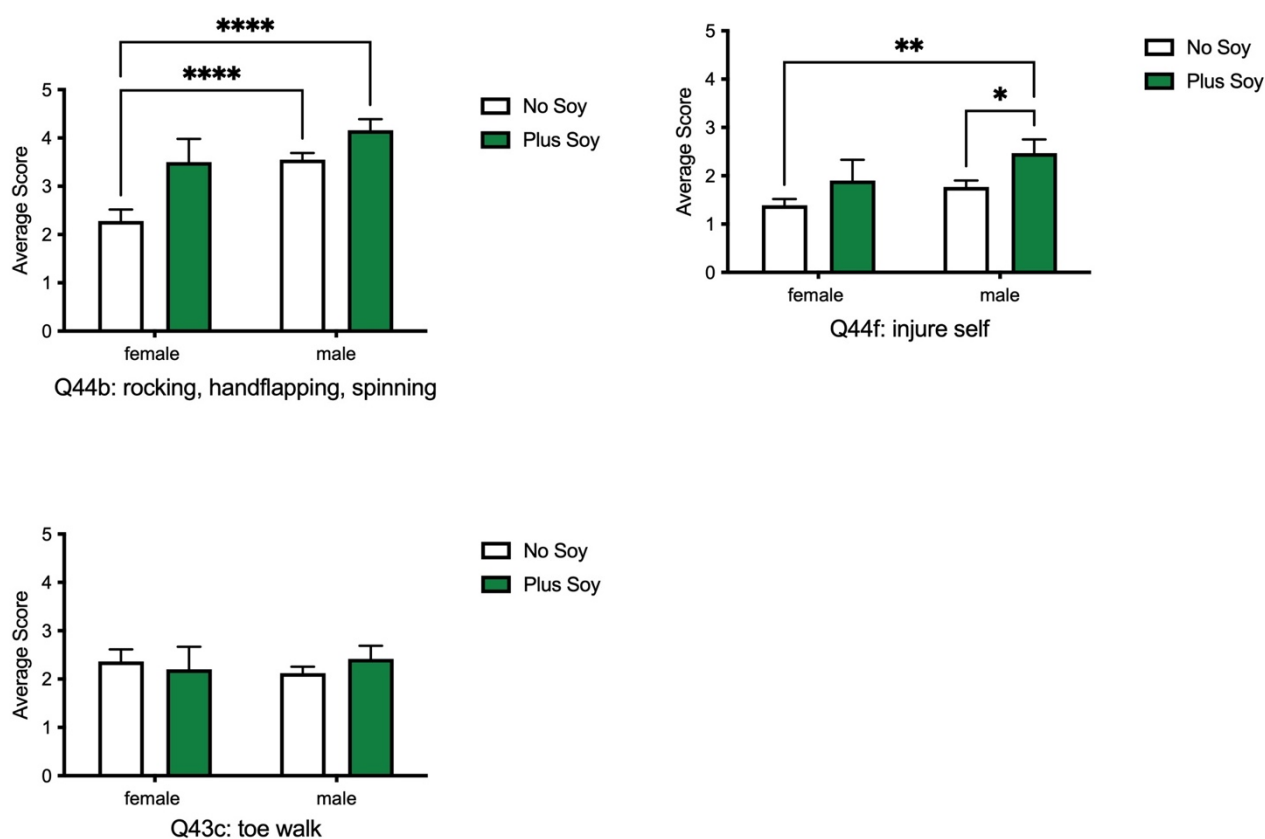 ****
****
5
4
3
2
1
0
Average Score
female
male
Q44b: rocking, handflapping, spinning
No Soy
Plus Soy
**
*
5
4
3
2
1
0
Average Score
female
male
Q44f: injure self
No Soy
Plus Soy
5
4
3
2
1
0
Average Score
female
male
Q43c: toe walk
No Soy
Plus Soy